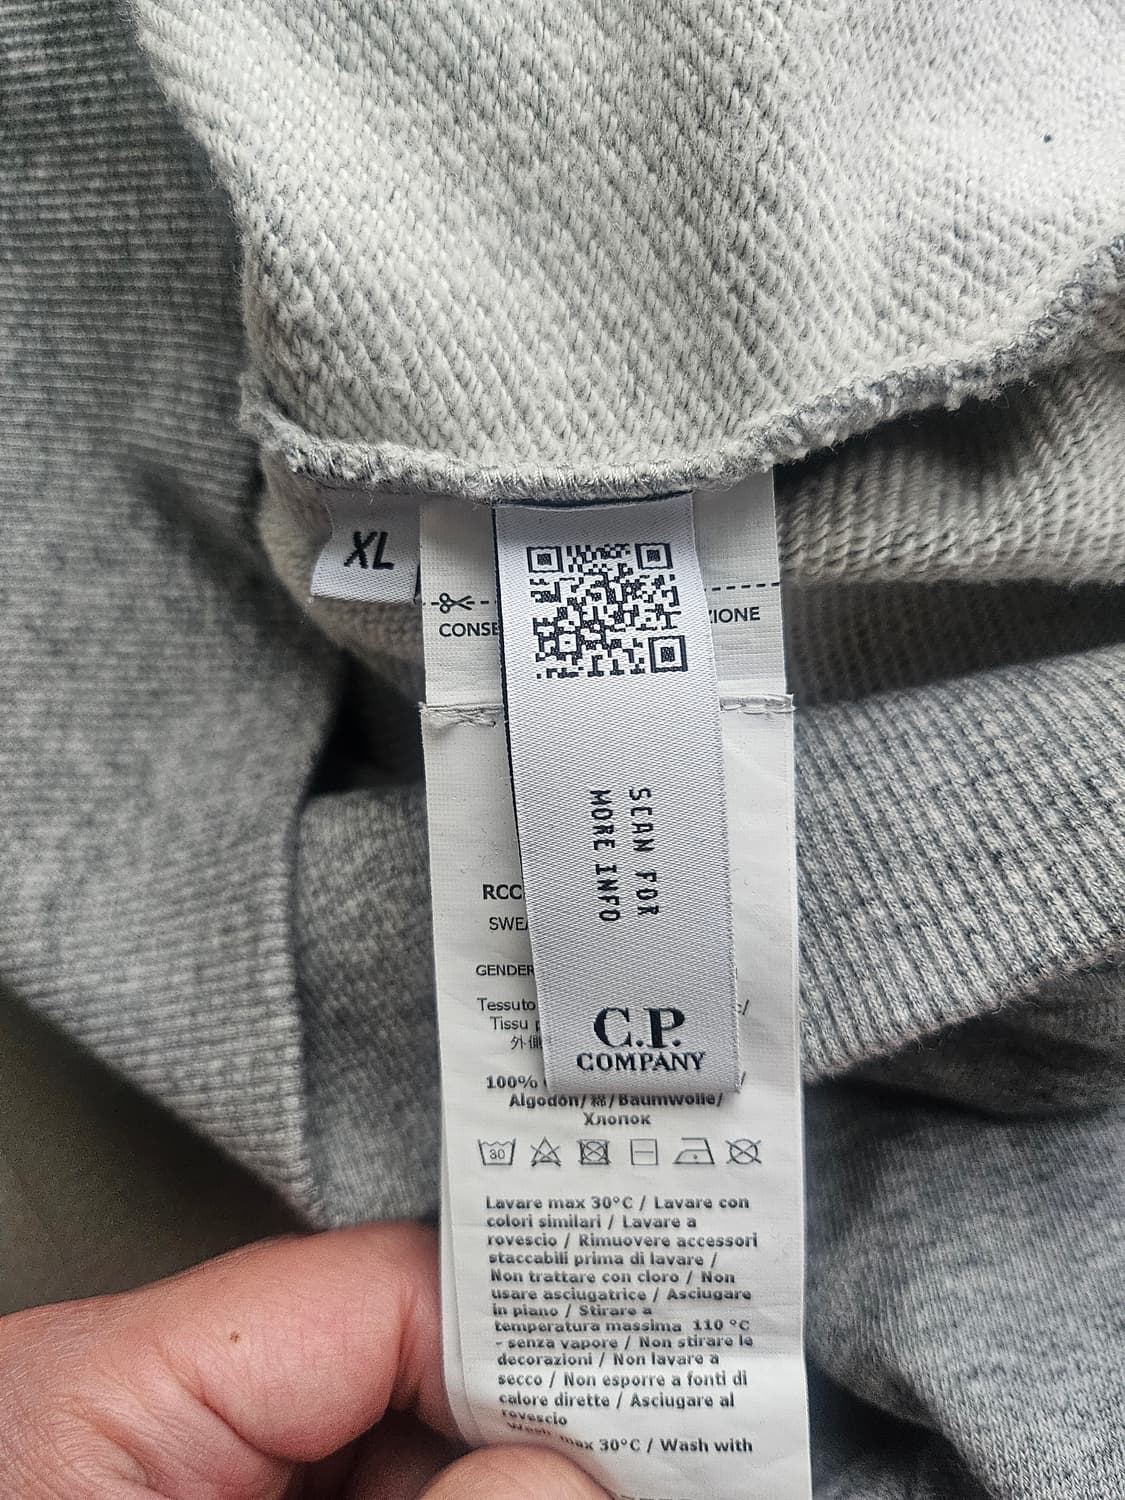 XL
CONSE
ZIONE
SCAN FOR
MORE INFO
C.P.
COMPANY
RCC
SWEA
GENDER
Tessuto
Tissu
外側
100%
Algodón/綿/Baumwolle/
Хлопок
30
Lavare max 30°C / Lavare con
colori similari / Lavare a
rovescio / Rimuovere accessori
staccabili prima di lavare /
Non trattare con cloro / Non
usare asciugatrice / Asciugare
in piano / Stirare a
temperatura massima 110 °C
- senza vapore / Non stirare le
decorazioni / Non lavare a
secco / Non esporre a fonti di
calore dirette / Asciugare al
rovescio
Wash max 30°C / Wash with